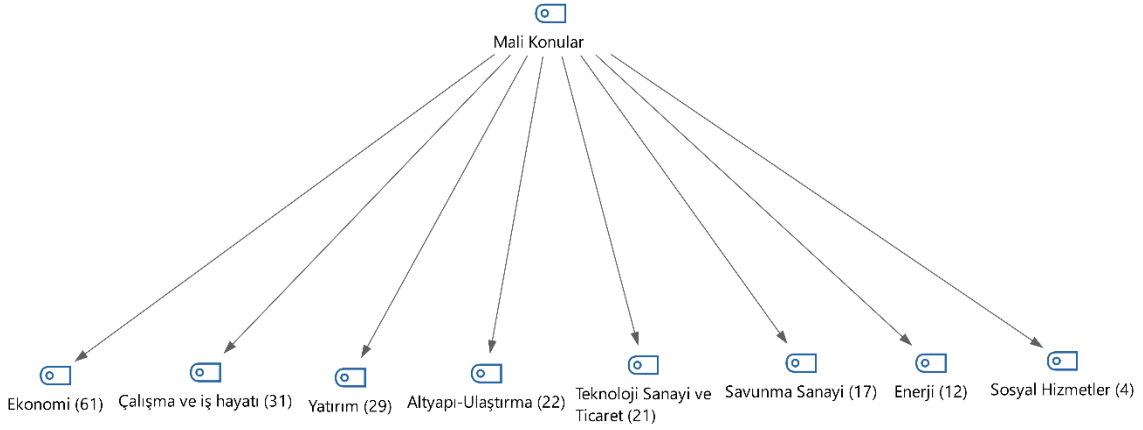 Mali Konular
Ekonomi (61)
Çalışma ve iş hayatı (31)
Yatırım (29)
Altyapı-Ulaştırma (22)
Teknoloji Sanayi ve
Ticaret (21)
Savunma Sanayi (17)
Enerji (12)
Sosyal Hizmetler (4)